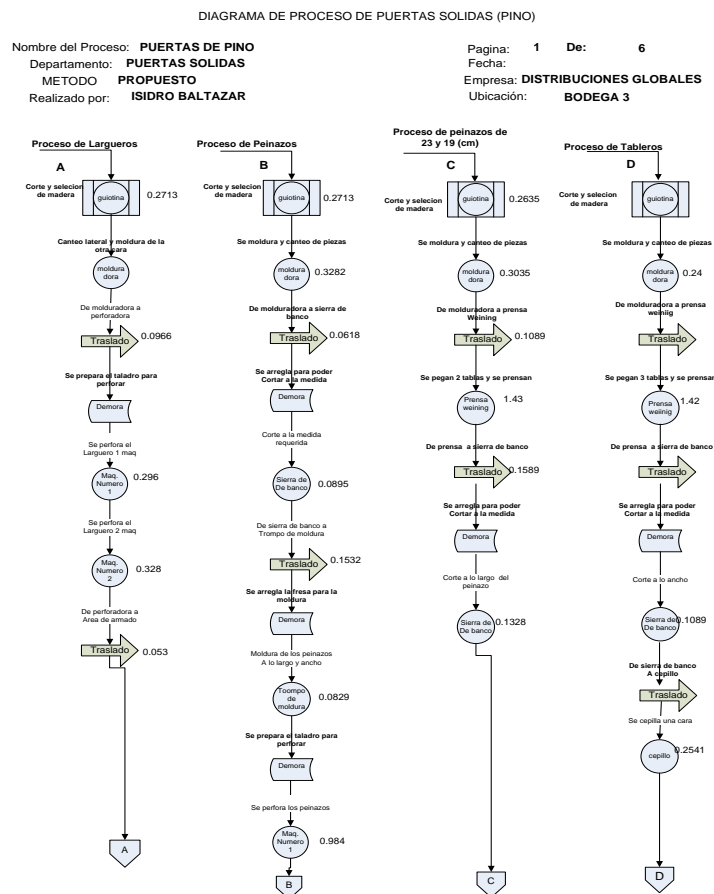 DIAGRAMA DE PROCESO DE PUERTAS SOLIDAS (PINO)
Nombre del Proceso: PUERTAS DE PINO
Departamento: PUERTAS SOLIDAS
METODO PROPUESTO
Realizado por: ISIDRO BALTAZAR
Pagina: 1 De: 6
Fecha:
Empresa: DISTRIBUCIONES GLOBALES
Ubicación: BODEGA 3
Proceso de Largueros
A
Corte y selecion
de madera
guiotina
0.2713
Canteo lateral y moldura de la
otra cara
moldura
dora
De molduradora a
perforadora
Traslado
0.0966
Se prepara el taladro para
perforar
Demora
Se perfora el
Larguero 1 maq
Maq.
Numero
1
0.296
Se perfora el
Larguero 2 maq
Maq.
Numero
2
0.328
De perforadora a
Area de armado
Traslado
0.053
A
Proceso de Peinazos
B
Corte y selecion
de madera
guiotina
0.2713
Se moldura y canteo de piezas
moldura
dora
0.3282
De molduradora a sierra de
banco
Traslado
0.0618
Se arregla para poder
Cortar a la medida
Demora
Corte a la medida
requerida
Sierra de
De banco
0.0895
De sierra de banco a
Trompo de moldura
Traslado
0.1532
Se arregla la fresa para la
moldura
Demora
Moldura de los peinazos
A lo largo y ancho
Toompo
de
moldura
0.0829
Se prepara el taladro para
perforar
Demora
Se perfora los peinazos
Maq.
Numero
1
0.984
B
Proceso de peinazos de
23 y 19 (cm)
C
Corte y selecion
de madera
guiotina
0.2635
Se moldura y canteo de piezas
moldura
dora
0.3035
De molduradora a prensa
Weining
Traslado
0.1089
Se pegan 2 tablas y se prensan
Prensa
weining
1.43
De prensa a sierra de banco
Traslado
0.1589
Se arregla para poder
Cortar a la medida
Demora
Corte a lo largo del
peinazo
Sierra de
De banco
0.1328
C
Proceso de Tableros
D
Corte y selecion
de madera
guiotina
Se moldura y canteo de piezas
moldura
dora
0.24
De molduradora a prensa
weiniig
Traslado
Se pegan 3 tablas y se prensan
Prensa
weiinig
1.42
De prensa a sierra de banco
Traslado
Se arregla para poder
Cortar a la medida
Demora
Corte a lo ancho
Sierra de
De banco
0.1089
De sierra de banco
A cepillo
Traslado
Se cepilla una cara
cepillo
0.2541
D